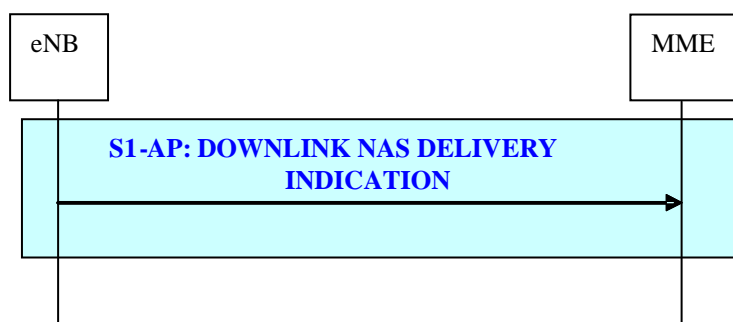 eNB
MME
S1-AP: DOWNLINK NAS DELIVERY
INDICATION